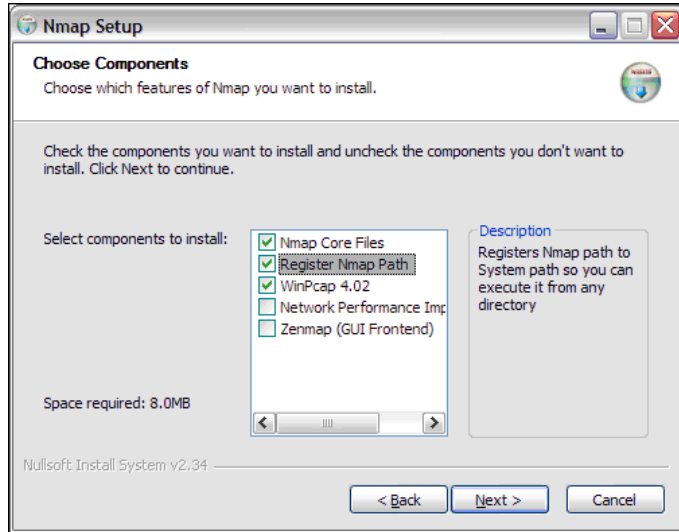 Nmap Setup
Choose Components
Choose which features of Nmap you want to install.
Check the components you want to install and uncheck the components you don't want to
install. Click Next to continue.
Select components to install:
Nmap Core Files
Register Nmap Path
WinPcap 4.02
Network Performance Imp
Zenmap (GUI Frontend)
Description
Registers Nmap path to
System path so you can
execute it from any
directory
Space required: 8.0MB
Nullsoft Install System v2.34
< Back
Next >
Cancel